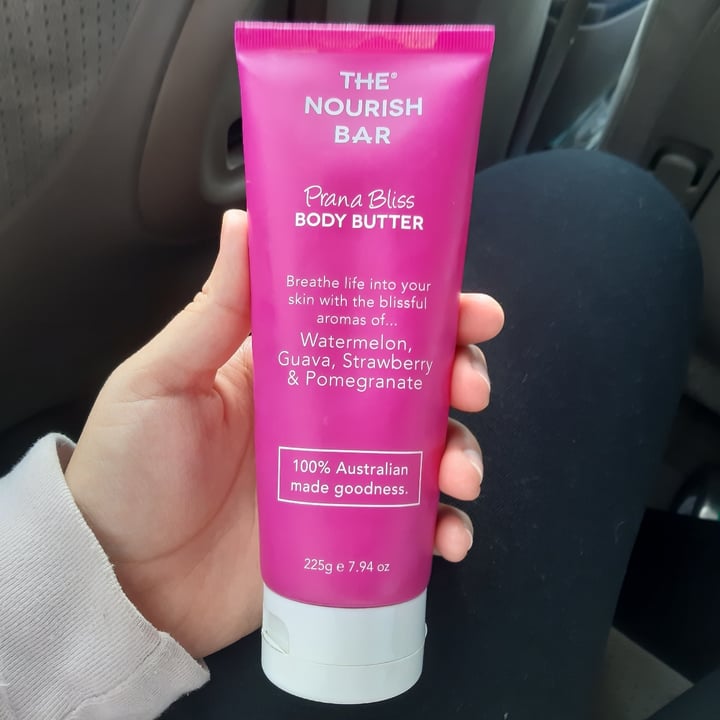 THE®
NOURISH
BAR
Prana Bliss
BODY BUTTER
Breathe life into your
skin with the blissful
aromas of...
Watermelon,
Guava, Strawberry
& Pomegranate
100% Australian
made goodness.
225g e 7.94 oz